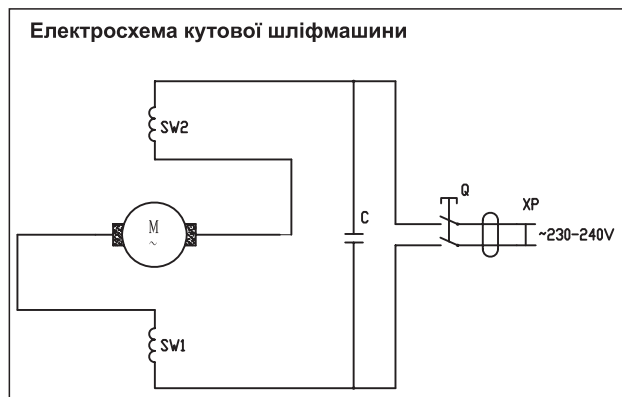 Електросхема кутової шліфмашини
SW2
M
~
C
Q
XP
~230-240V
SW1